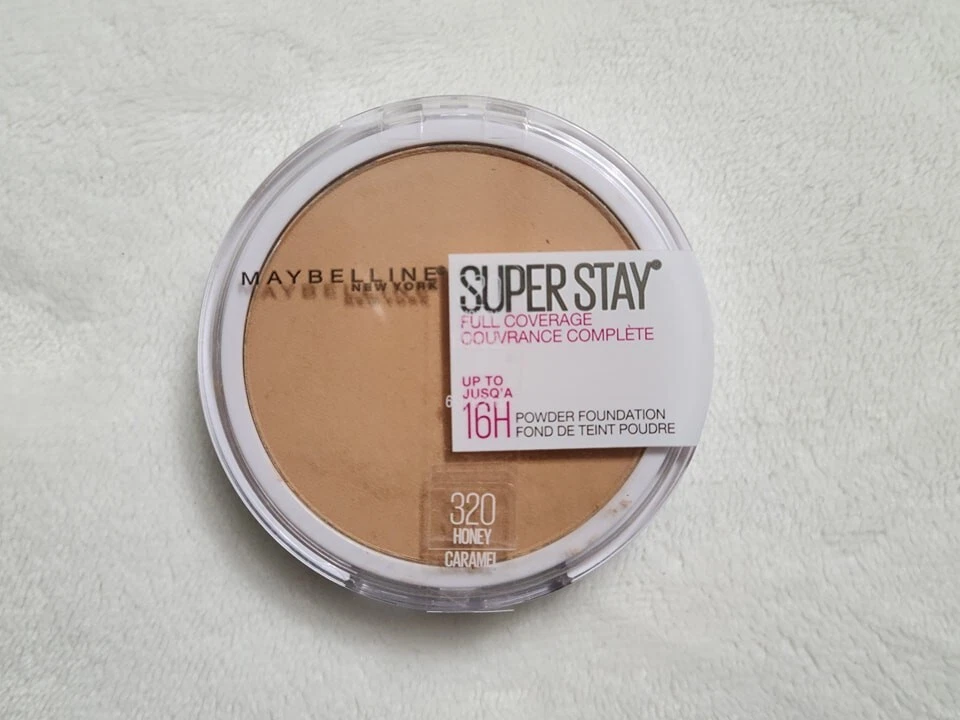 MAYBELLINE
NEW YORK
SUPER STAY
FULL COVERAGE
COUVRANCE COMPLÈTE
UP TO
JUSQ'A
16H POWDER FOUNDATION
FOND DE TEINT POUDRE
320
HONEY
CARAMEL